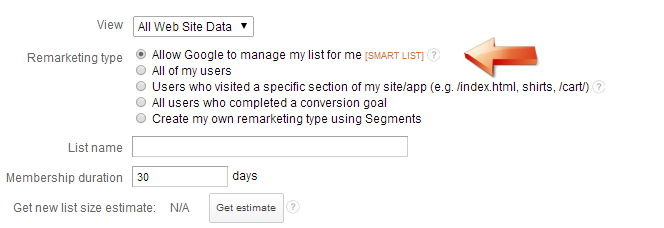 View All Web Site Data
Remarketing type Allow Google to manage my list for me [SMART LIST] ?
All of my users
Users who visited a specific section of my site/app (e.g. /index.html, shirts, /cart/) ?
All users who completed a conversion goal
Create my own remarketing type using Segments
List name
Membership duration 30 days
Get new list size estimate: N/A Get estimate ?